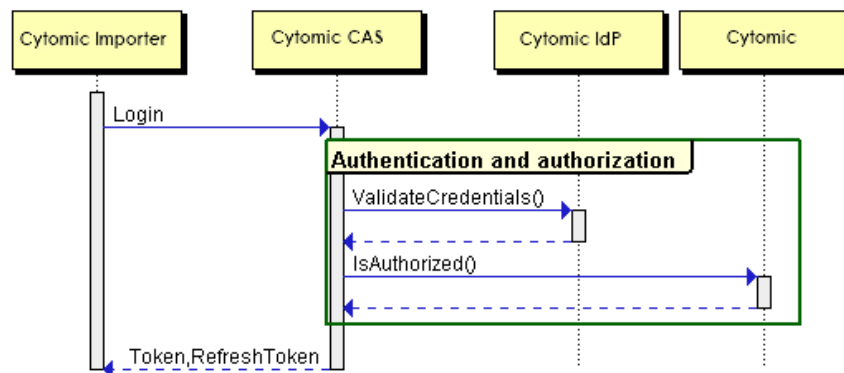 Cytomic Importer
Cytomic CAS
Cytomic IdP
Cytomic
Login
Authentication and authorization
ValidateCredentials()
IsAuthorized()
Token,RefreshToken